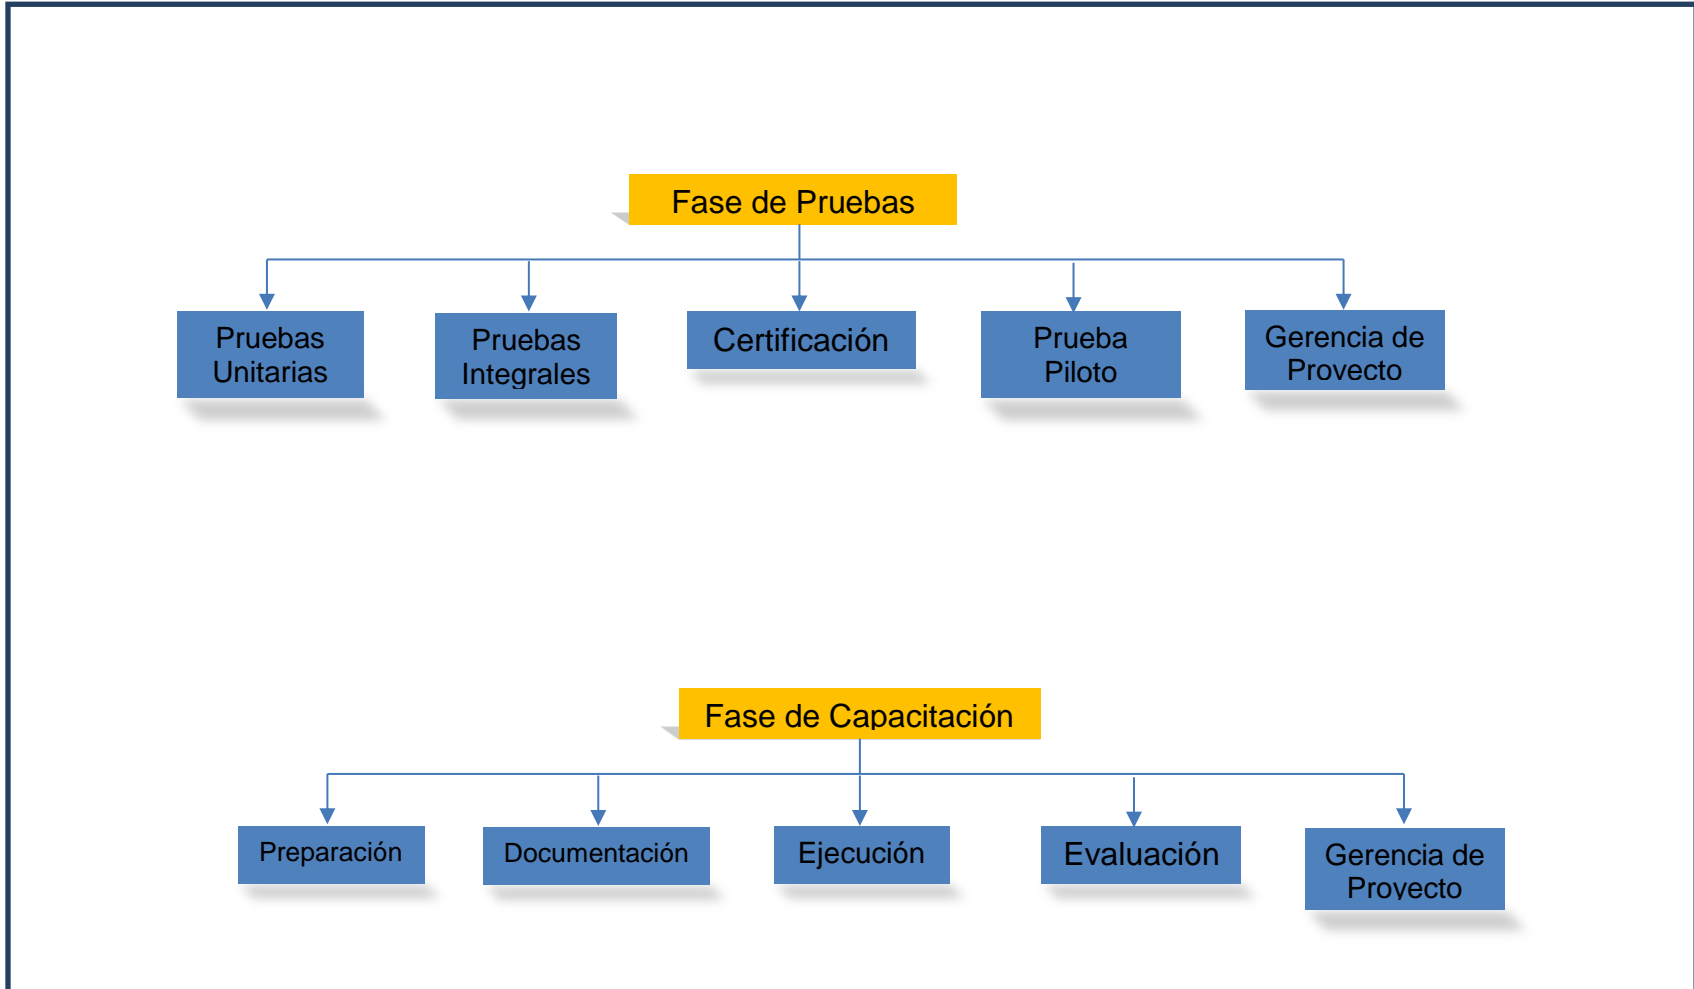 Fase de Pruebas
Pruebas
Unitarias
Pruebas
Integrales
Certificación
Prueba
Piloto
Gerencia de
Proyecto
Fase de Capacitación
Preparación
Documentación
Ejecución
Evaluación
Gerencia de
Proyecto